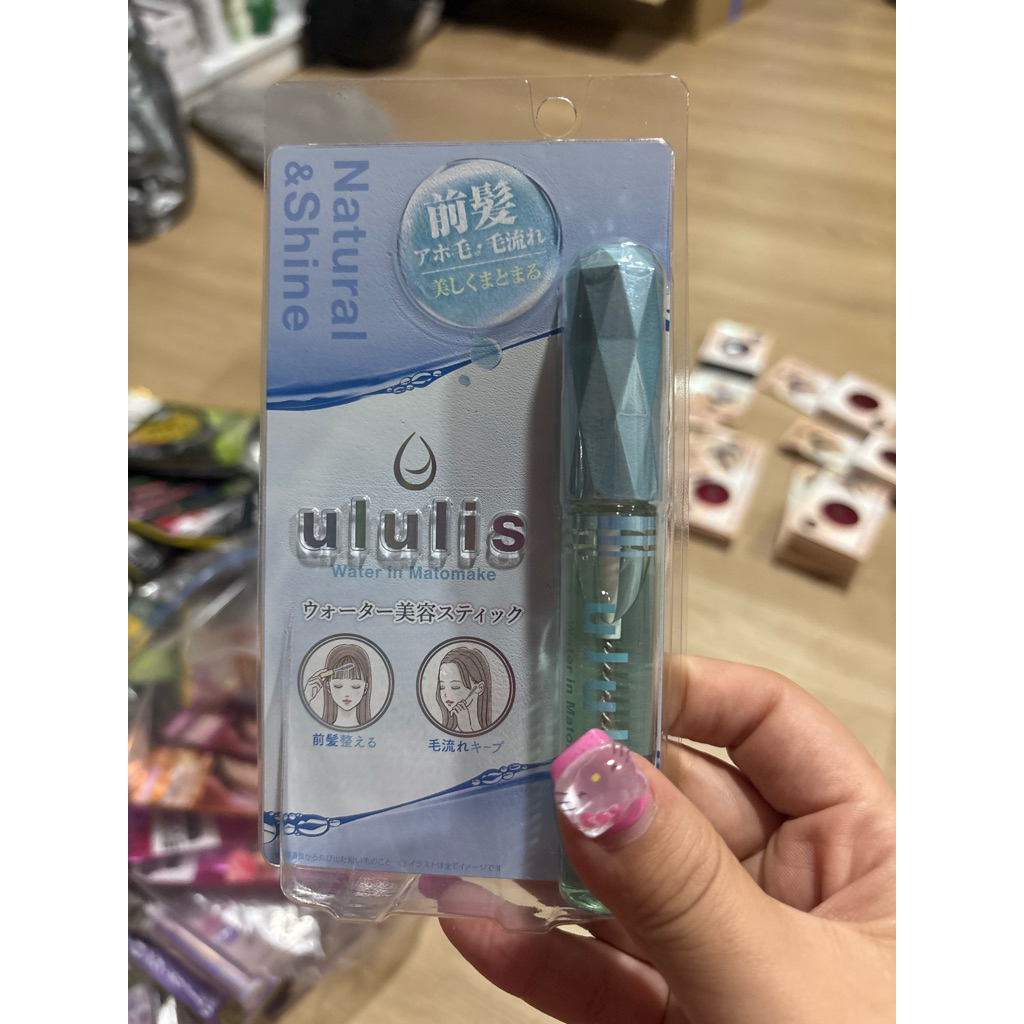 Natural
&Shine
前髪
アホ毛・毛流れ
美しくまとまる
ululis
Water in Matomake
ウォーター美容スティック
前髪整える
毛流れキープ